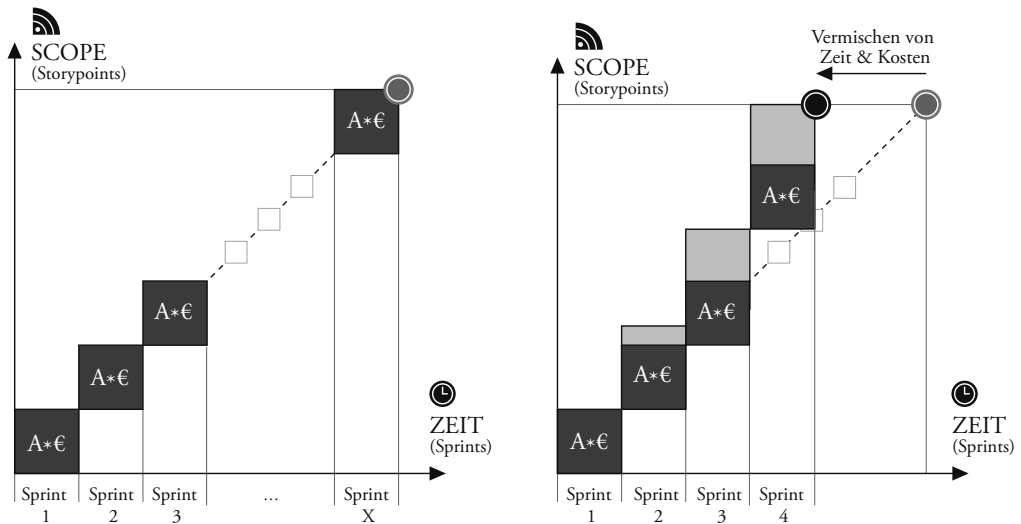 SCOPE
(Storypoints)
A*€
A*€
A*€
A*€
ZEIT
(Sprints)
Sprint
1
Sprint
2
Sprint
3
...
Sprint
X
Vermischen von
Zeit & Kosten
SCOPE
(Storypoints)
A*€
A*€
A*€
A*€
ZEIT
(Sprints)
Sprint
1
Sprint
2
Sprint
3
Sprint
4